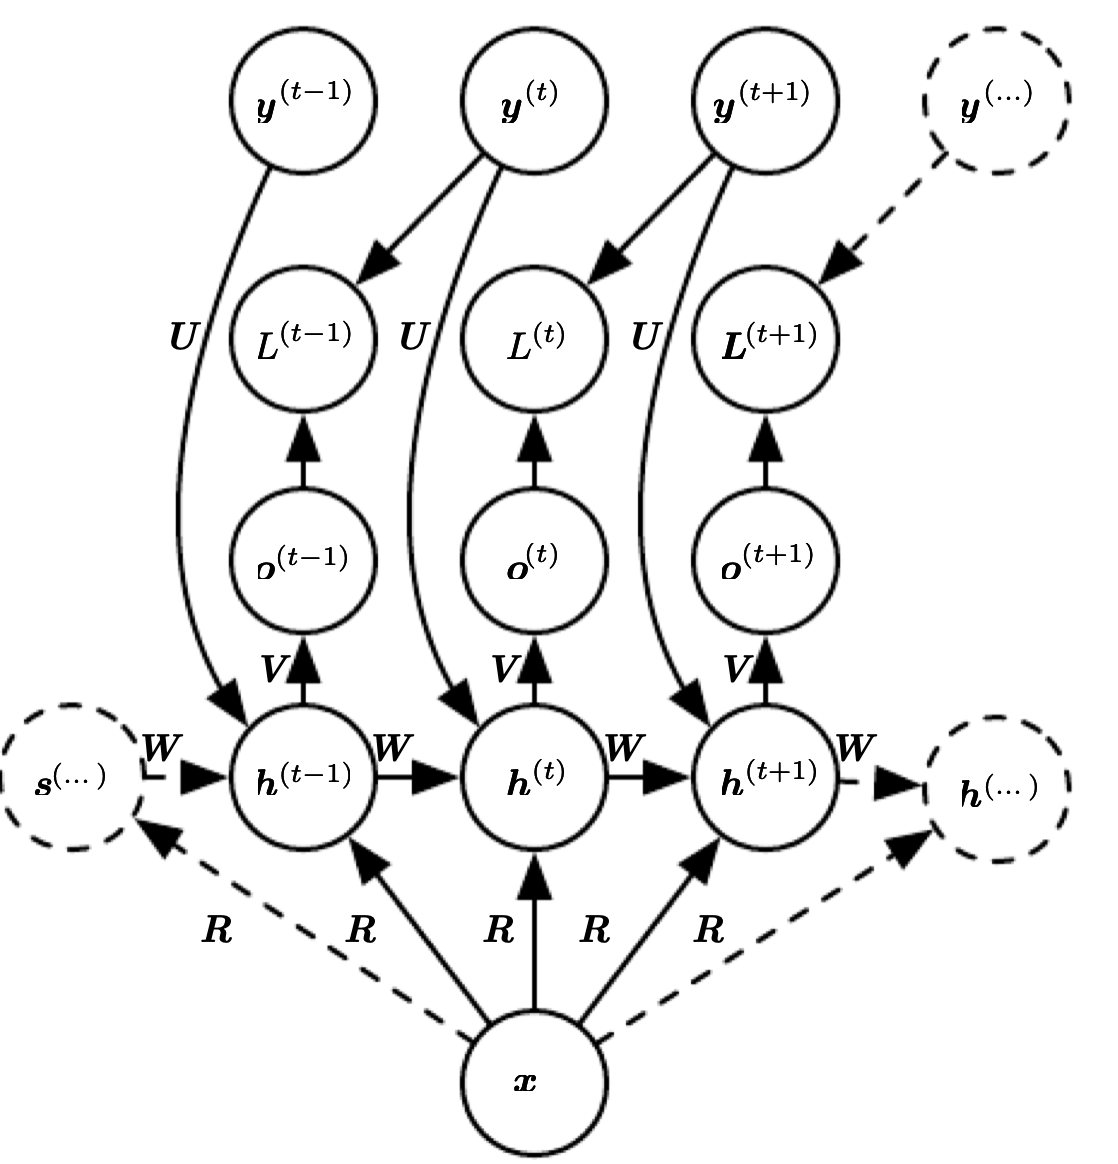 y^(t−1) y^(t) y^(t+1) y^(...)
U L^(t−1) U L^(t) U L^(t+1)
o^(t−1) o^(t) o^(t+1)
V V V
W W W W
s^(...) h^(t−1) h^(t) h^(t+1) h^(...)
R R R R R
x